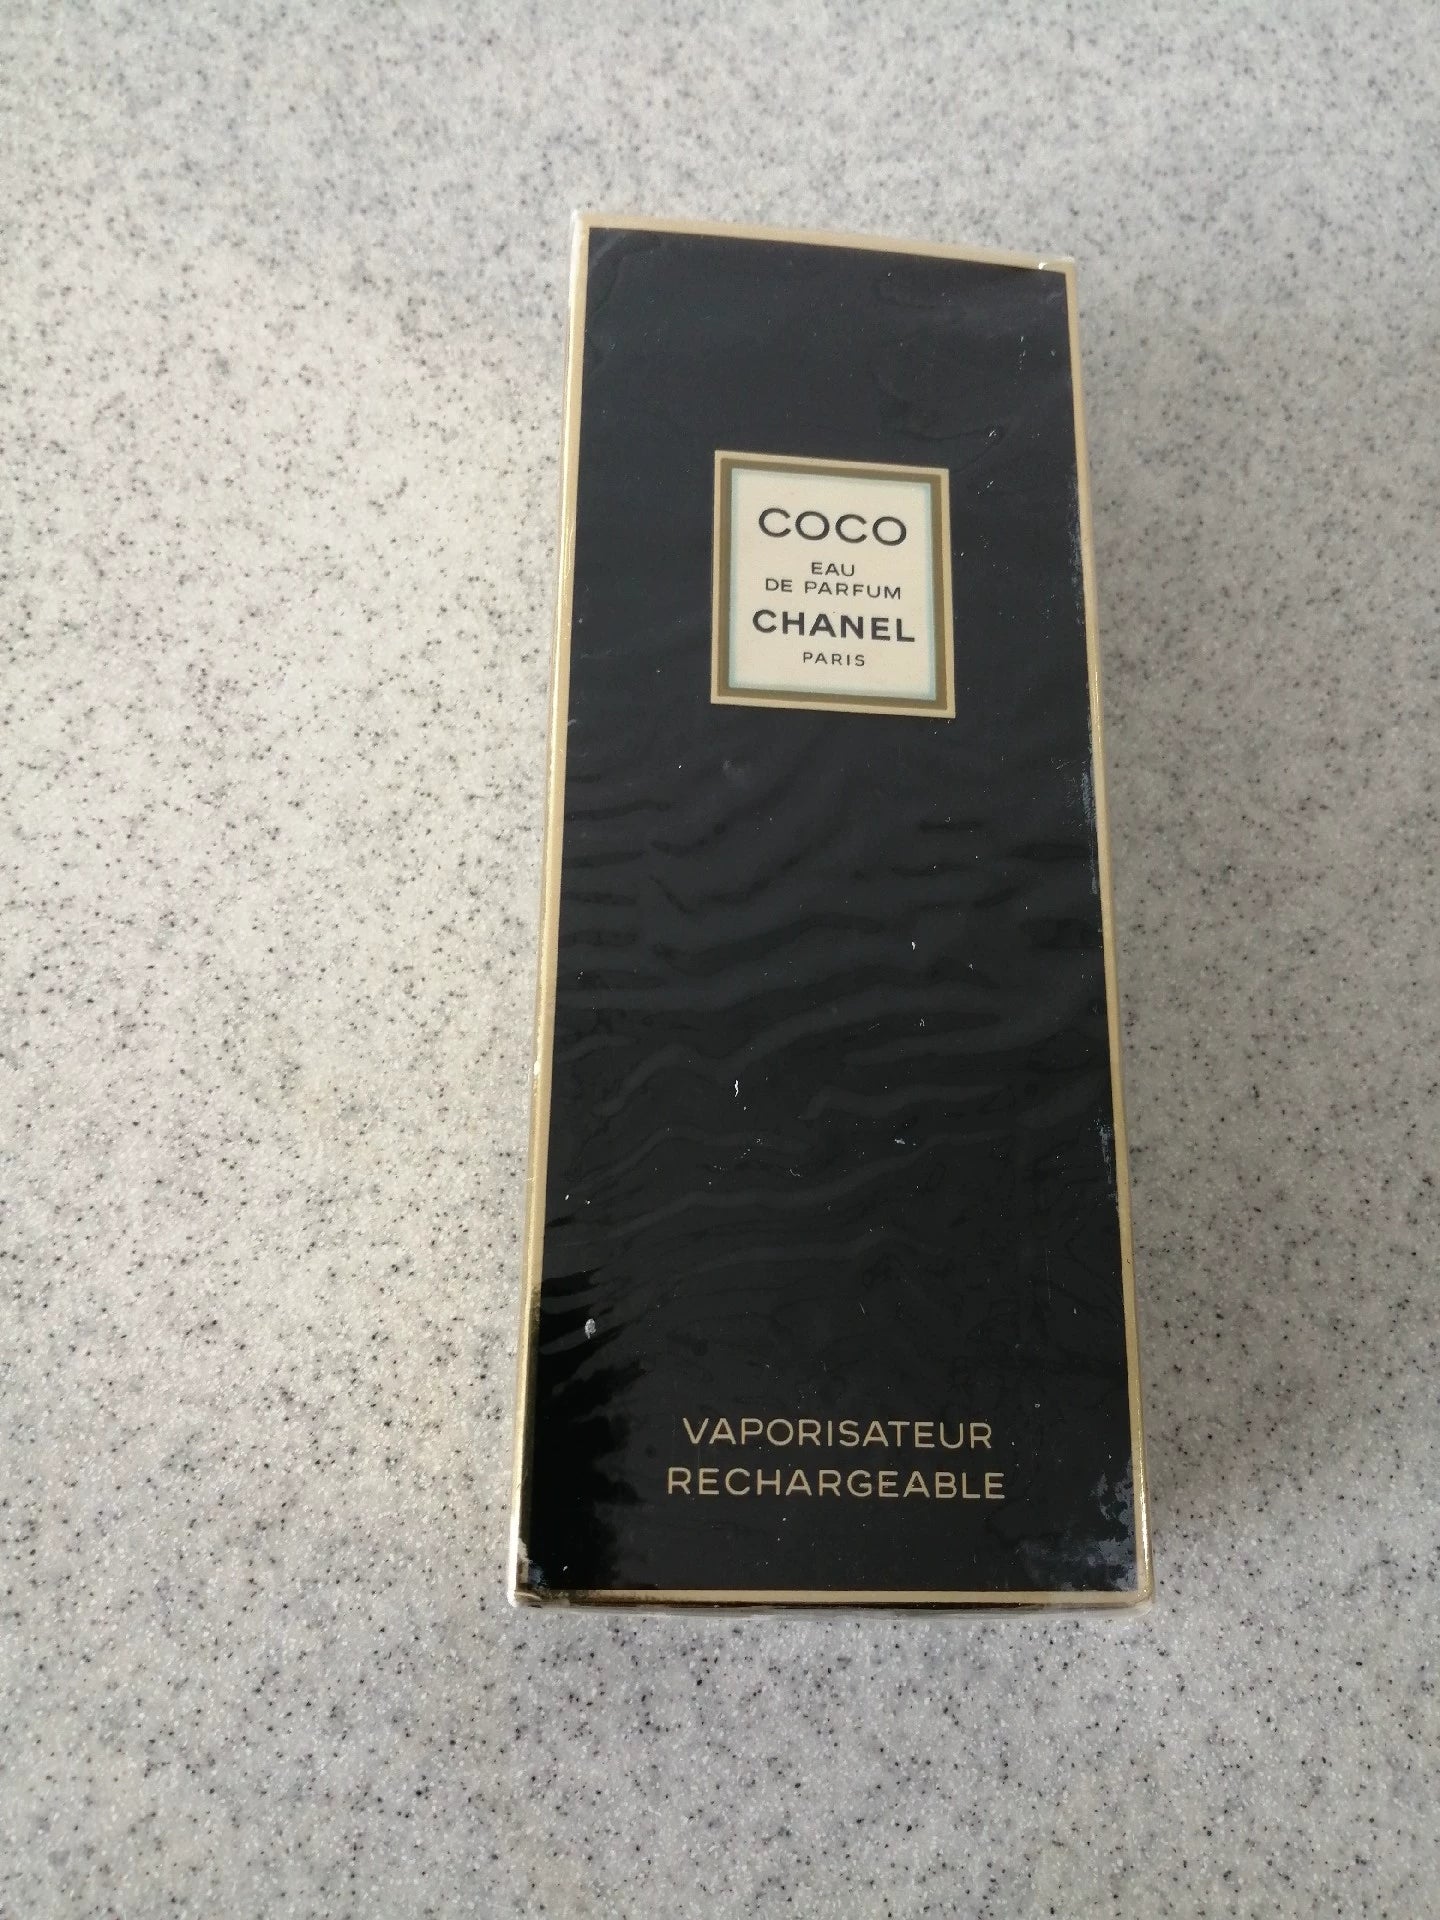 COCO
EAU
DE PARFUM
CHANEL
PARIS
VAPORISATEUR
RECHARGEABLE